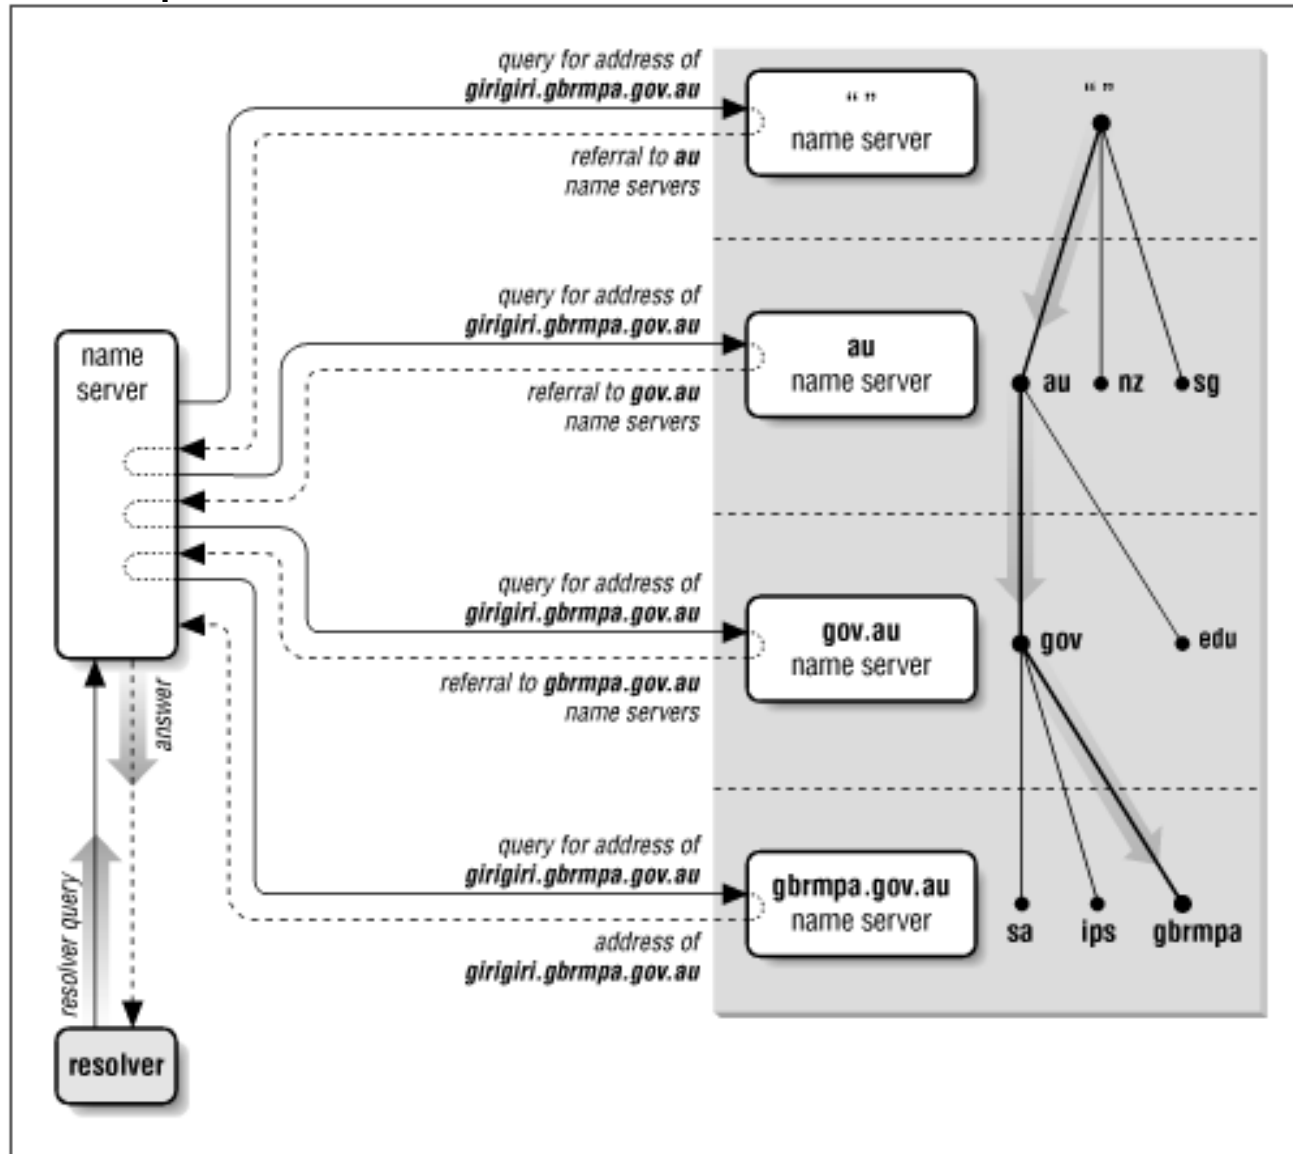 query for address of
girigiri.gbrmpa.gov.au
“ ”
name server
“ ”
referral to au
name servers
query for address of
girigiri.gbrmpa.gov.au
au
name server
name
server
au
nz
sg
referral to gov.au
name servers
query for address of
girigiri.gbrmpa.gov.au
gov.au
name server
gov
edu
referral to gbrmpa.gov.au
name servers
answer
query for address of
girigiri.gbrmpa.gov.au
gbrmpa.gov.au
name server
sa
ips
gbrmpa
address of
girigiri.gbrmpa.gov.au
resolver query
resolver